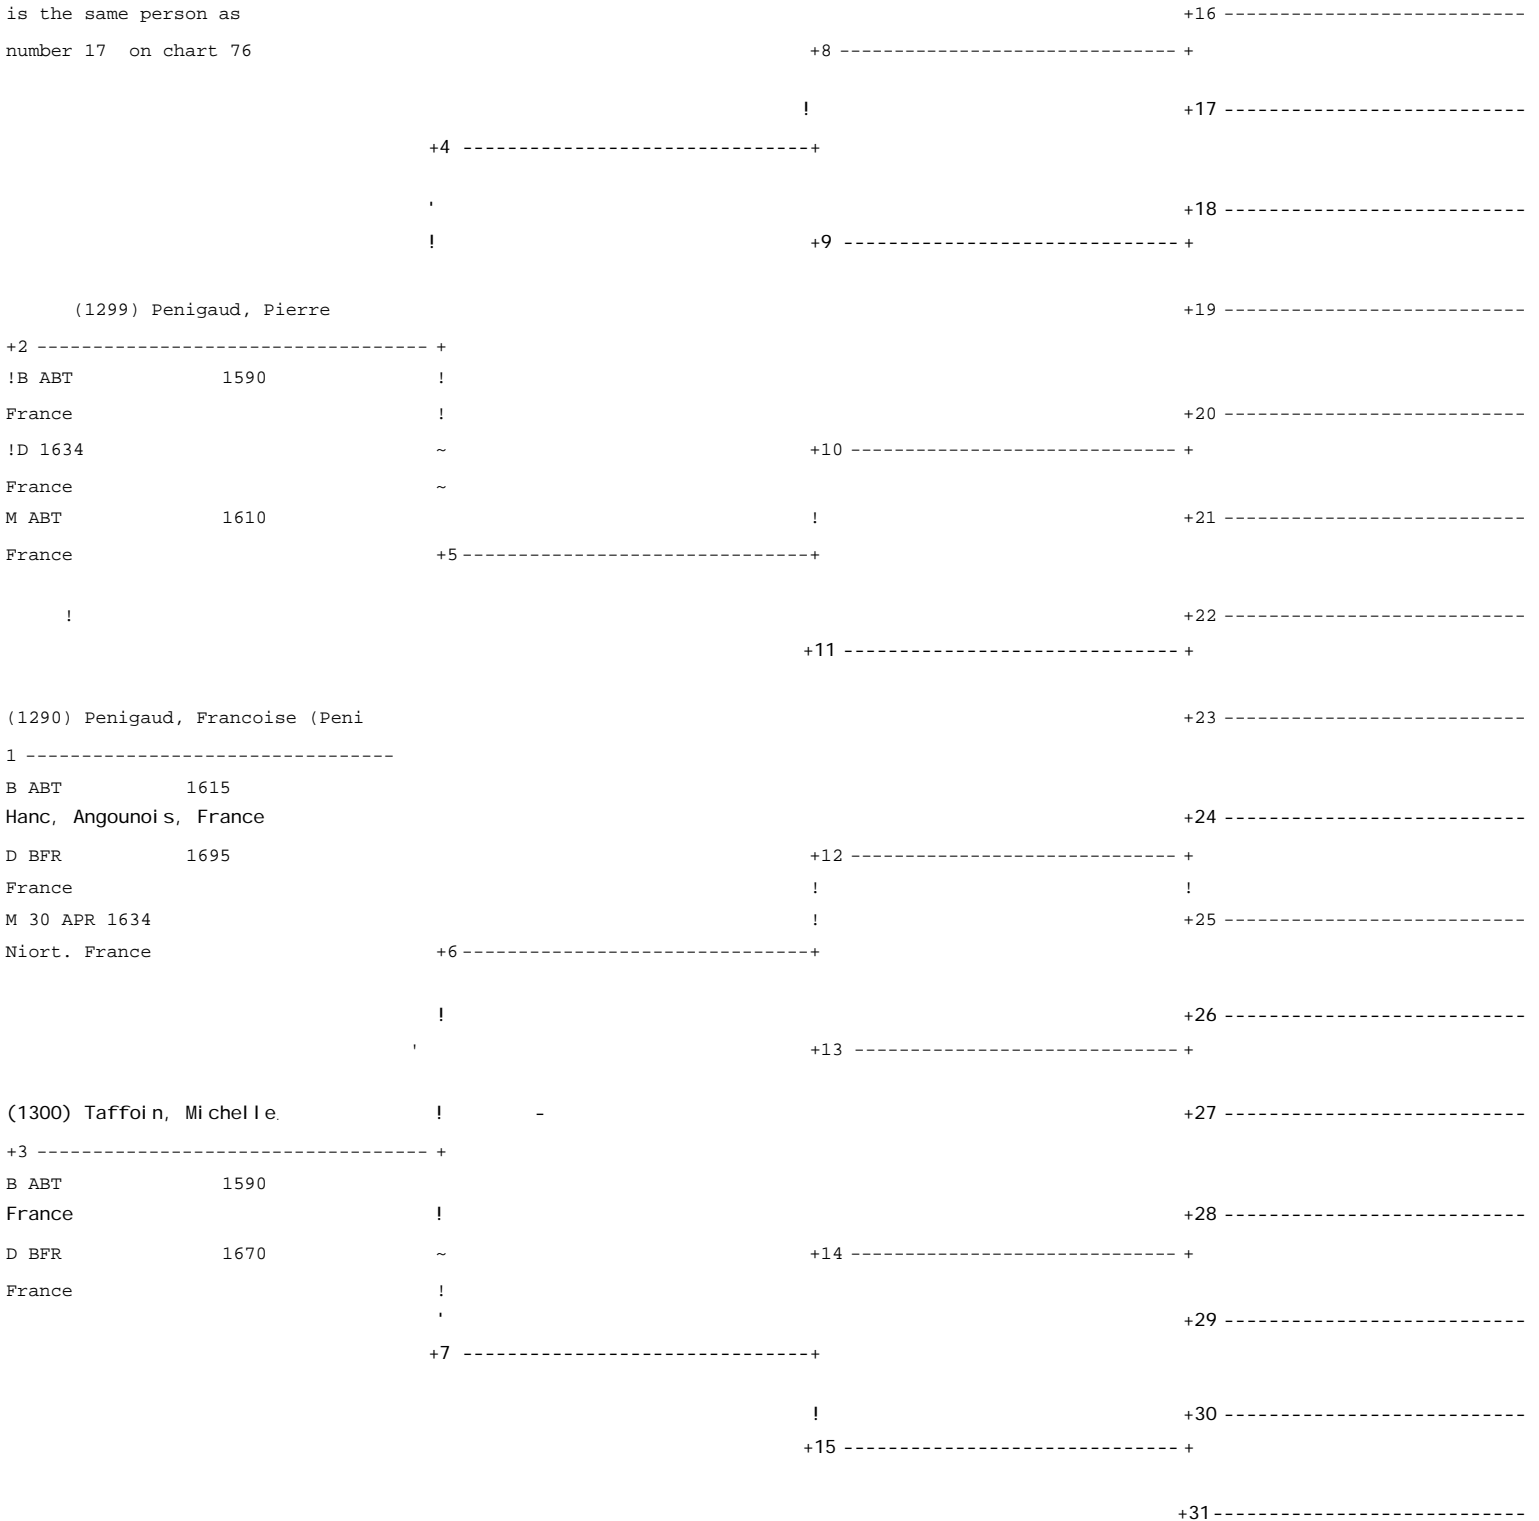 is the same person as +16 ---------------------------
number 17 on chart 76 +8 ------------------------------ +
! +17 ---------------------------
+4 -------------------------------+
' +18 ---------------------------
! +9 ------------------------------ +
(1299) Penigaud, Pierre +19 ---------------------------
+2 ----------------------------------- +
!B ABT 1590 !
France ! +20 ---------------------------
!D 1634 ~ +10 ----------------------------- +
France ~
M ABT 1610 ! +21 ---------------------------
France +5 -------------------------------+
! +22 ---------------------------
+11 ------------------------------ +
(1290) Penigaud, Francoise (Peni +23 ---------------------------
1 ---------------------------------
B ABT 1615
Hanc, Angounois, France +24 ---------------------------
D BFR 1695 +12 ----------------------------- +
France ! !
M 30 APR 1634 ! +25 ---------------------------
Niort. France +6 -------------------------------+
! +26 ---------------------------
' +13 ----------------------------- +
(1300) Taffoin, Michelle. ! - +27 ---------------------------
+3 ----------------------------------- +
B ABT 1590
France ! +28 ---------------------------
D BFR 1670 ~ +14 ----------------------------- +
France !
' +29 ---------------------------
+7 -------------------------------+
! +30 ---------------------------
+15 ------------------------------ +
+31 ----------------------------